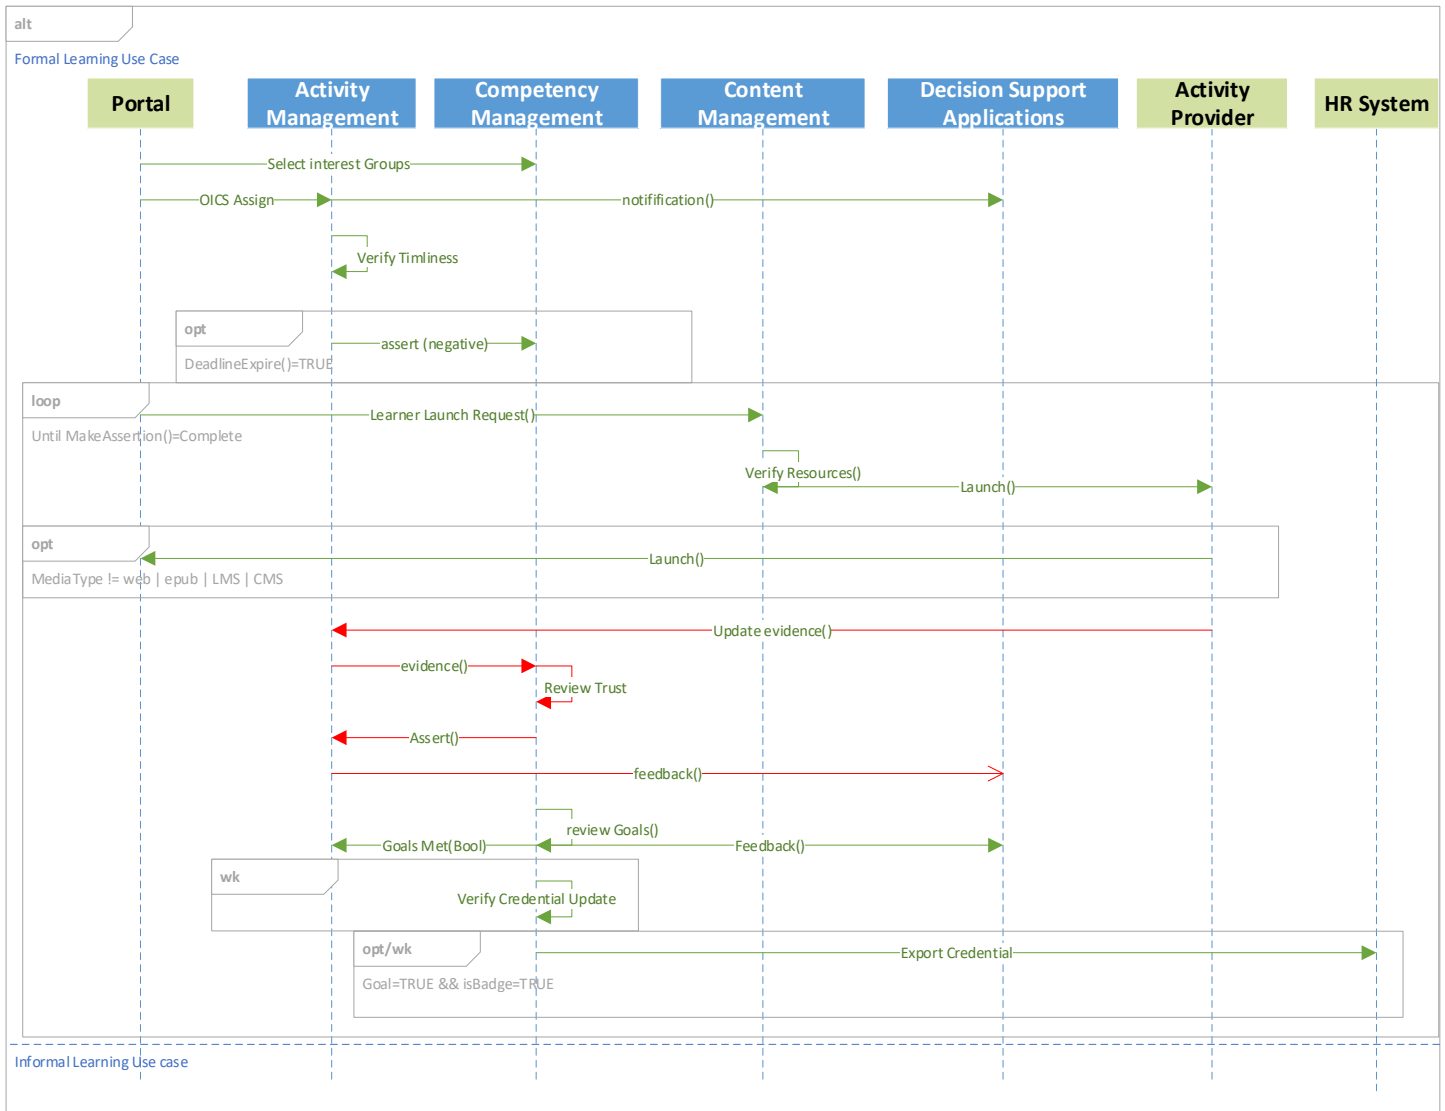 alt
Formal Learning Use Case
Portal
Activity
Management
Competency
Management
Content
Management
Decision Support
Applications
Activity
Provider
HR System
Select interest Groups
OICS Assign
notifification()
Verify Timliness
opt
assert (negative)
DeadlineExpire()=TRUE
loop
Learner Launch Request()
Until MakeAssertion()=Complete
Verify Resources()
Launch()
opt
Launch()
MediaType != web | epub | LMS | CMS
Update evidence()
evidence()
Review Trust
Assert()
feedback()
review Goals()
Goals Met(Bool)
Feedback()
wk
Verify Credential Update
opt/wk
Export Credential
Goal=TRUE && isBadge=TRUE
Informal Learning Use case